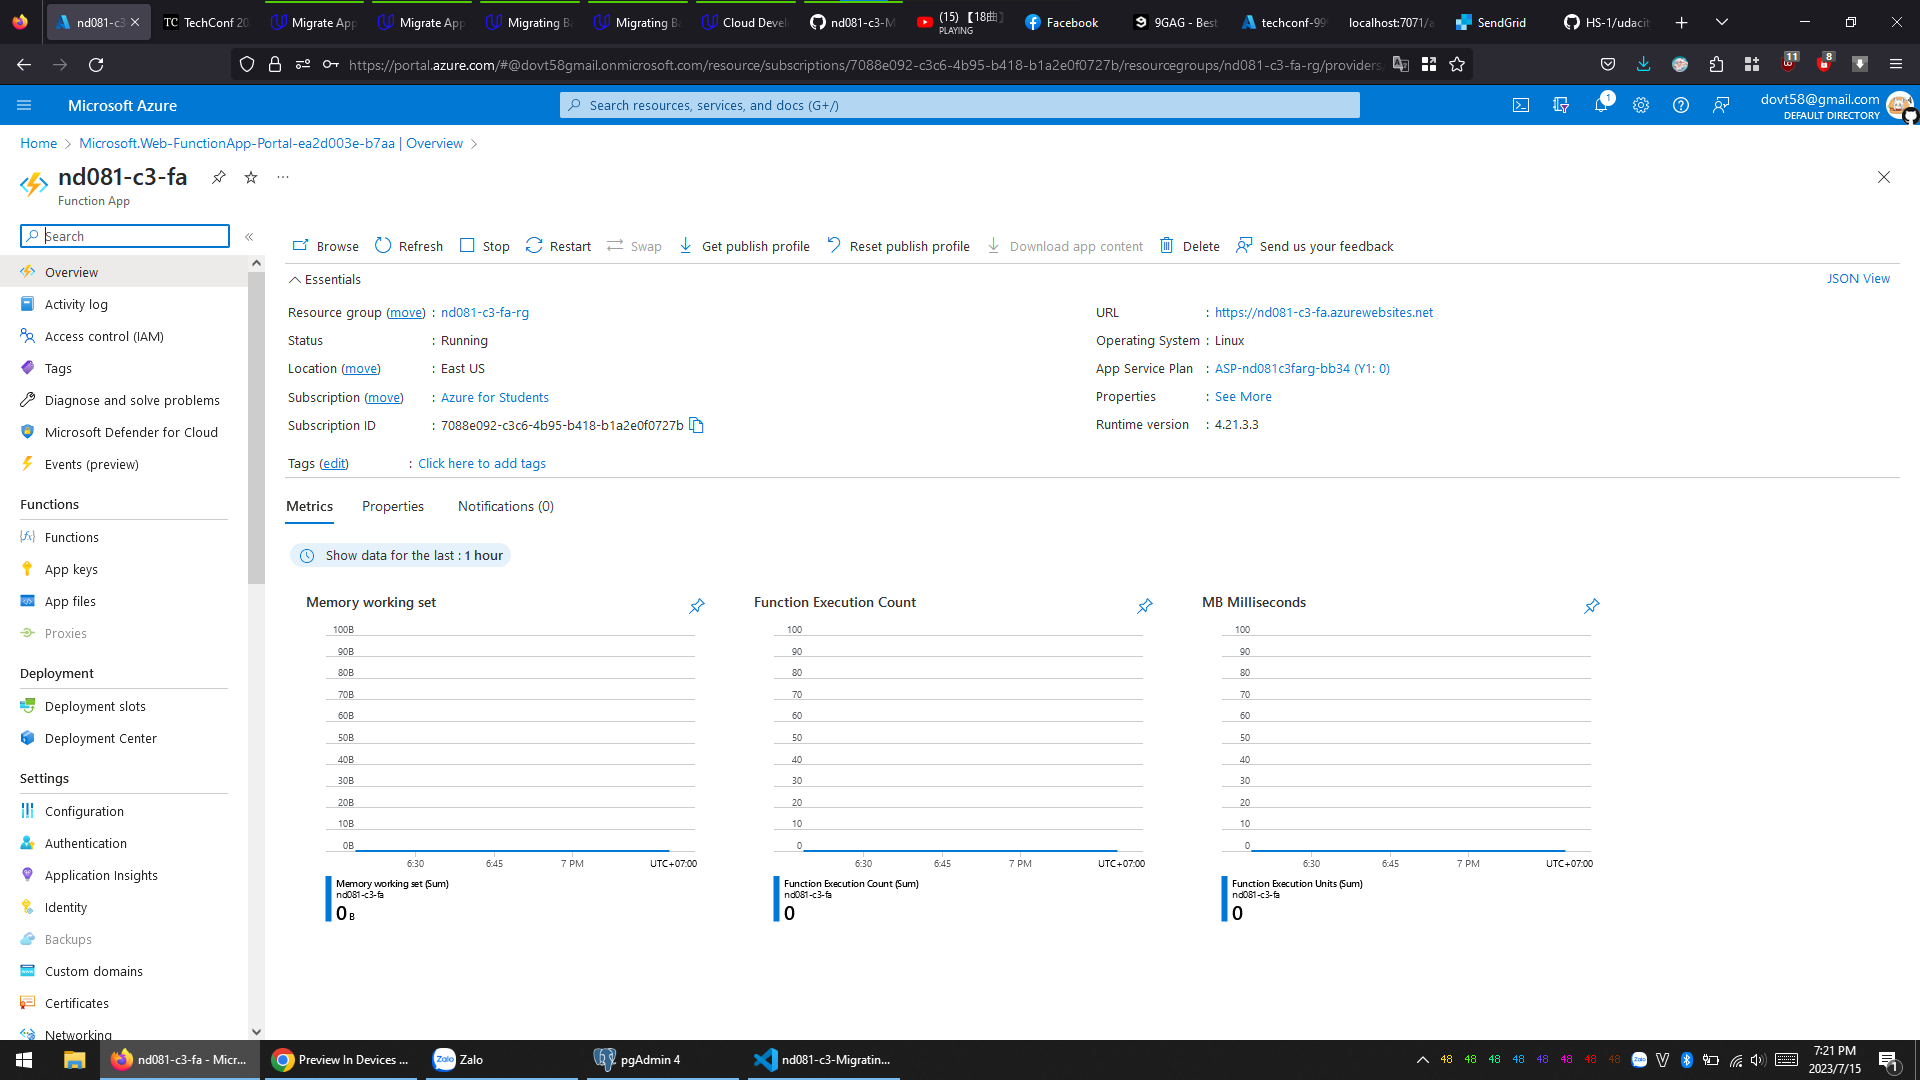 nd081-c3
TechConf 20
Migrate App
Migrate App
Migrating Ba
Migrating Ba
Cloud Devel
nd081-c3-M
(15) 【18曲】
PLAYING
Facebook
9GAG - Best
techconf-99
localhost:7071/a
SendGrid
HS-1/udacit
https://portal.azure.com/#@dovt58gmail.onmicrosoft.com/resource/subscriptions/7088e092-c3c6-4b95-b418-b1a2e0f0727b/resourcegroups/nd081-c3-fa-rg/providers/
11
8
Microsoft Azure
Search resources, services, and docs (G+/)
1
dovt58@gmail.com
DEFAULT DIRECTORY
Home > Microsoft.Web-FunctionApp-Portal-ea2d003e-b7aa | Overview >
nd081-c3-fa
Function App
Search
Overview
Activity log
Access control (IAM)
Tags
Diagnose and solve problems
Microsoft Defender for Cloud
Events (preview)
Functions
Functions
App keys
App files
Proxies
Deployment
Deployment slots
Deployment Center
Settings
Configuration
Authentication
Application Insights
Identity
Backups
Custom domains
Certificates
Networking
Browse
Refresh
Stop
Restart
Swap
Get publish profile
Reset publish profile
Download app content
Delete
Send us your feedback
Essentials
JSON View
Resource group (move) : nd081-c3-fa-rg
Status : Running
Location (move) : East US
Subscription (move) : Azure for Students
Subscription ID : 7088e092-c3c6-4b95-b418-b1a2e0f0727b
URL : https://nd081-c3-fa.azurewebsites.net
Operating System : Linux
App Service Plan : ASP-nd081c3farg-bb34 (Y1: 0)
Properties : See More
Runtime version : 4.21.3.3
Tags (edit) : Click here to add tags
Metrics
Properties
Notifications (0)
Show data for the last : 1 hour
Memory working set
100B
90B
80B
70B
60B
50B
40B
30B
20B
10B
0B
6:30
6:45
7 PM
UTC+07:00
Memory working set (Sum)
nd081-c3-fa
0 B
Function Execution Count
100
90
80
70
60
50
40
30
20
10
0
6:30
6:45
7 PM
UTC+07:00
Function Execution Count (Sum)
nd081-c3-fa
0
MB Milliseconds
100
90
80
70
60
50
40
30
20
10
0
6:30
6:45
7 PM
UTC+07:00
Function Execution Units (Sum)
nd081-c3-fa
0
nd081-c3-fa - Micr...
Preview In Devices ...
Zalo
Zalo
pgAdmin 4
nd081-c3-Migratin...
48
48
48
48
48
48
48
48
Zalo
7:21 PM
2023/7/15
1